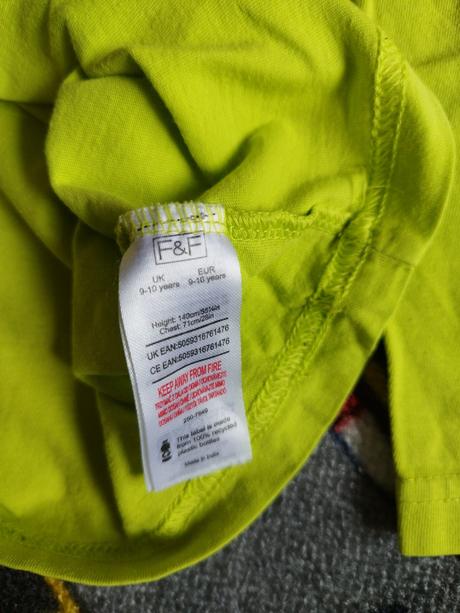 F&F
UK EUR
9-10 years 9-10 years
Height: 140cm/55¼in
Chest: 71cm/28in
UK EAN:5059316761476
CE EAN:5059316761476
KEEP AWAY FROM FIRE
This label is made
from 100% recycled
plastic bottles
Made in India